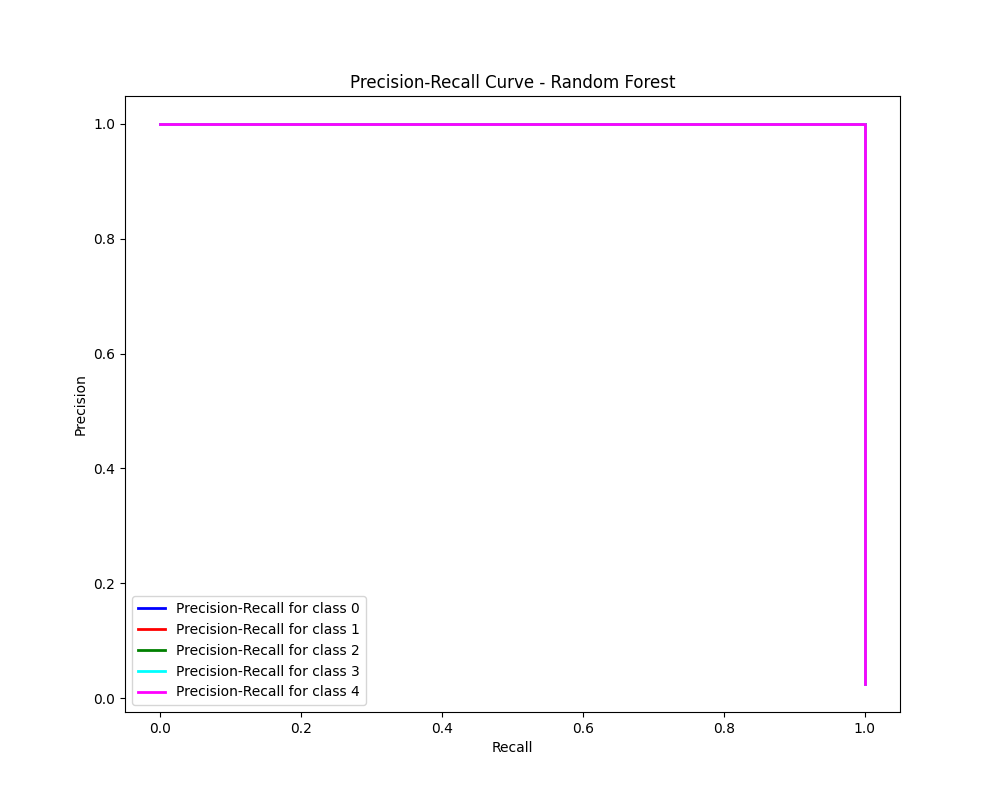 Precision-Recall Curve - Random Forest
1.0
0.8
0.6
0.4
0.2
0.0
Precision
Precision-Recall for class 0
Precision-Recall for class 1
Precision-Recall for class 2
Precision-Recall for class 3
Precision-Recall for class 4
0.0 0.2 0.4 0.6 0.8 1.0
Recall